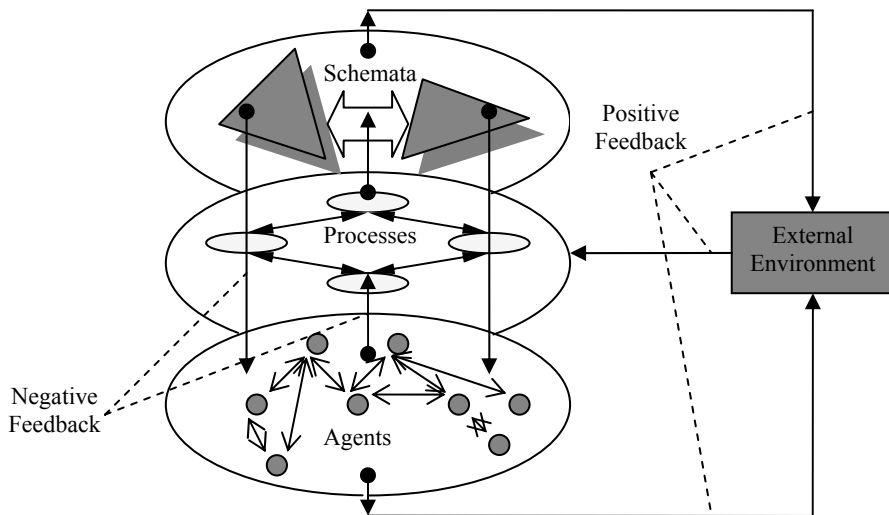 Schemata
Positive
Feedback
Processes
External
Environment
Negative
Feedback
Agents